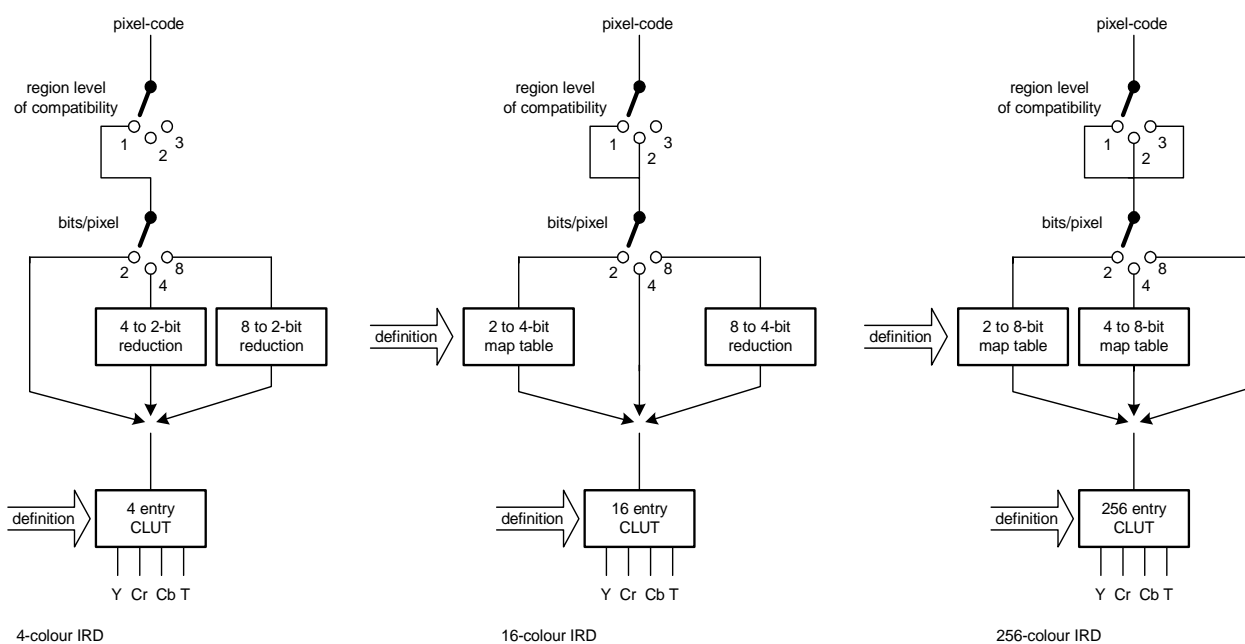 pixel-code
region level
of compatibility
1
2
3
bits/pixel
2
4
8
4 to 2-bit
reduction
8 to 2-bit
reduction
definition
4 entry
CLUT
Y Cr Cb T
4-colour IRD
pixel-code
region level
of compatibility
1
2
3
bits/pixel
2
4
8
definition
2 to 4-bit
map table
8 to 4-bit
reduction
definition
16 entry
CLUT
Y Cr Cb T
16-colour IRD
pixel-code
region level
of compatibility
1
2
3
bits/pixel
2
4
8
definition
2 to 8-bit
map table
4 to 8-bit
map table
definition
256 entry
CLUT
Y Cr Cb T
256-colour IRD